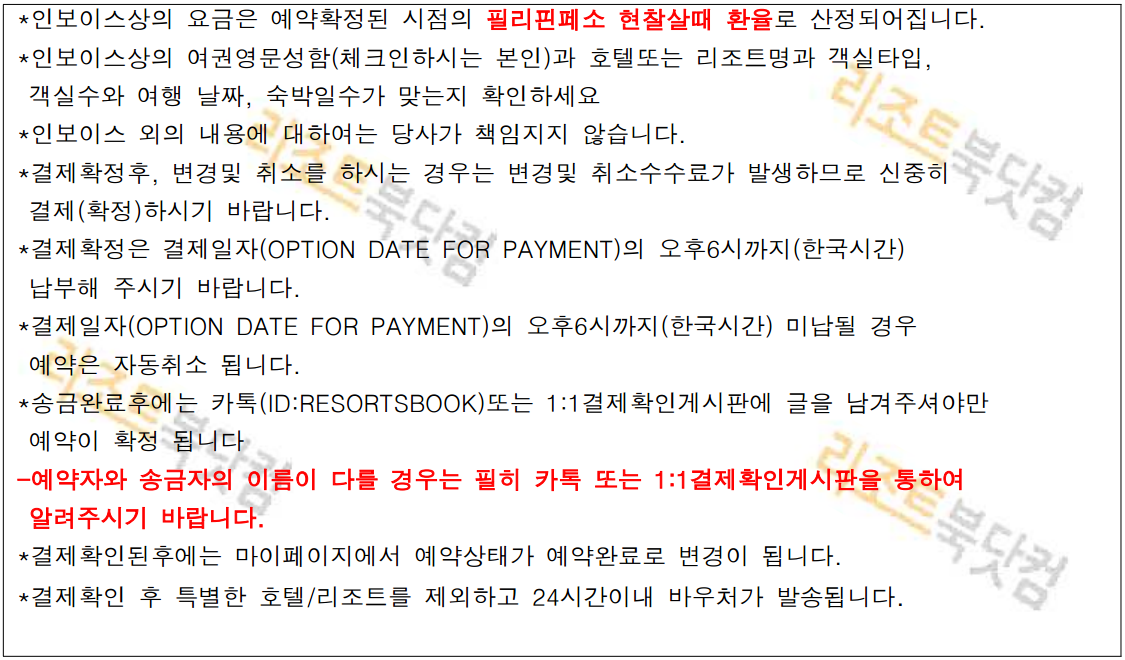 *인보이스상의 요금은 예약확정된 시점의 필리핀페소 현찰살때 환율로 산정되어집니다.
*인보이스상의 여권영문성함(체크인하시는 본인)과 호텔또는 리조트명과 객실타입,
객실수와 여행 날짜, 숙박일수가 맞는지 확인하세요
*인보이스 외의 내용에 대하여는 당사가 책임지지 않습니다.
*결제확정후, 변경및 취소를 하시는 경우는 변경및 취소수수료가 발생하므로 신중히
결제(확정)하시기 바랍니다.
*결제확정은 결제일자(OPTION DATE FOR PAYMENT)의 오후6시까지(한국시간)
납부해 주시기 바랍니다.
*결제일자(OPTION DATE FOR PAYMENT)의 오후6시까지(한국시간) 미납될 경우
예약은 자동취소 됩니다.
*송금완료후에는 카톡(ID:RESORTSBOOK)또는 1:1결제확인게시판에 글을 남겨주셔야만
예약이 확정 됩니다
-예약자와 송금자의 이름이 다를 경우는 필히 카톡 또는 1:1결제확인게시판을 통하여
알려주시기 바랍니다.
*결제확인된후에는 마이페이지에서 예약상태가 예약완료로 변경이 됩니다.
*결제확인 후 특별한 호텔/리조트를 제외하고 24시간이내 바우처가 발송됩니다.
리조트북닷컴
리조트북닷컴
리조트북닷컴
리조트북닷컴